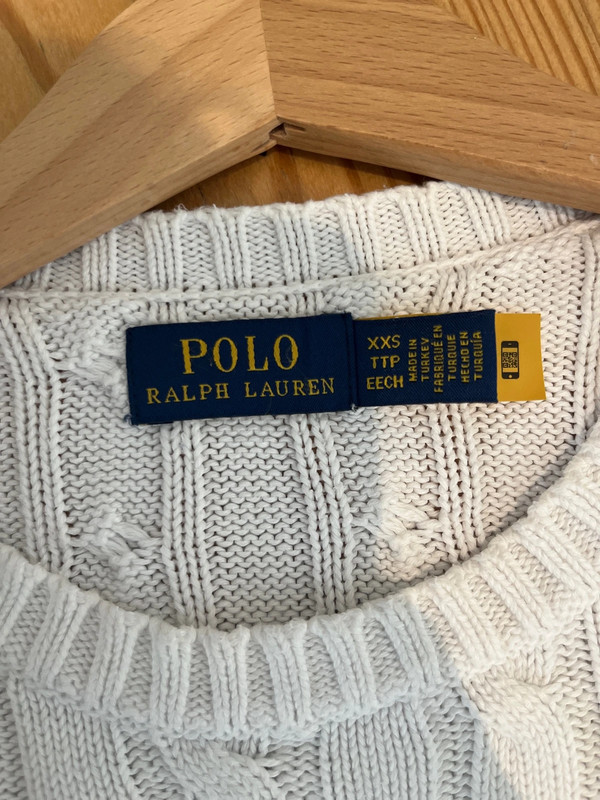 POLO
RALPH LAUREN
XXS
TTP
EECH
MADE IN
TURKEY
FABRIQUÉ EN
TURQUIE
HECHO EN
TURQUÍA